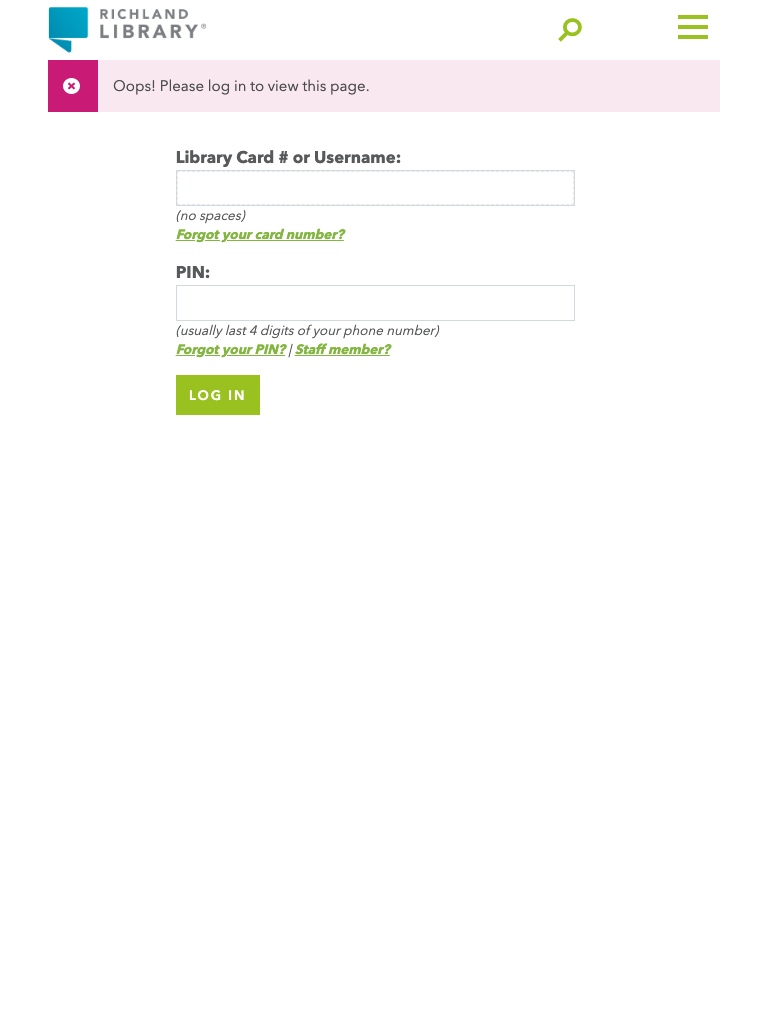 RICHLAND
LIBRARY®
Oops! Please log in to view this page.
Library Card # or Username:
(no spaces)
Forgot your card number?
PIN:
(usually last 4 digits of your phone number)
Forgot your PIN? | Staff member?
LOG IN